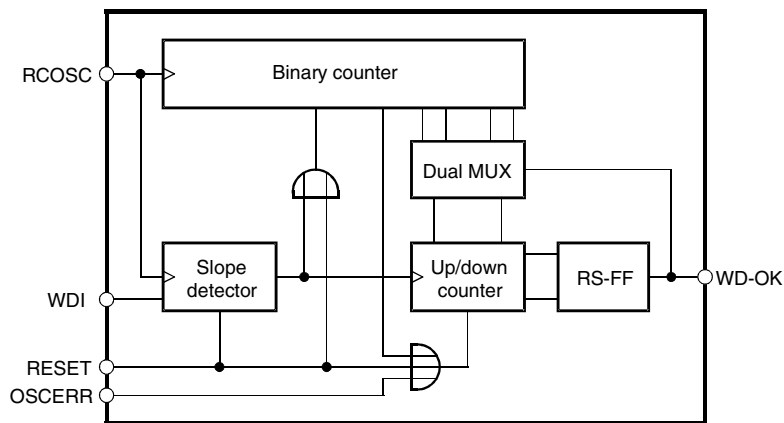 Binary counter
RCOSC
Dual MUX
Slope
detector
Up/down
counter
RS-FF
WD-OK
WDI
RESET
OSCERR